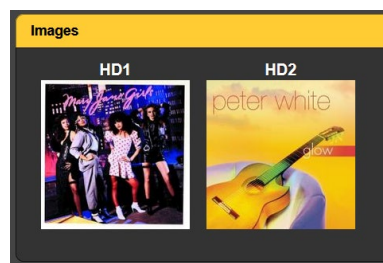 Images
HD1
HD2
Mary Jane Girls
peter white
glow